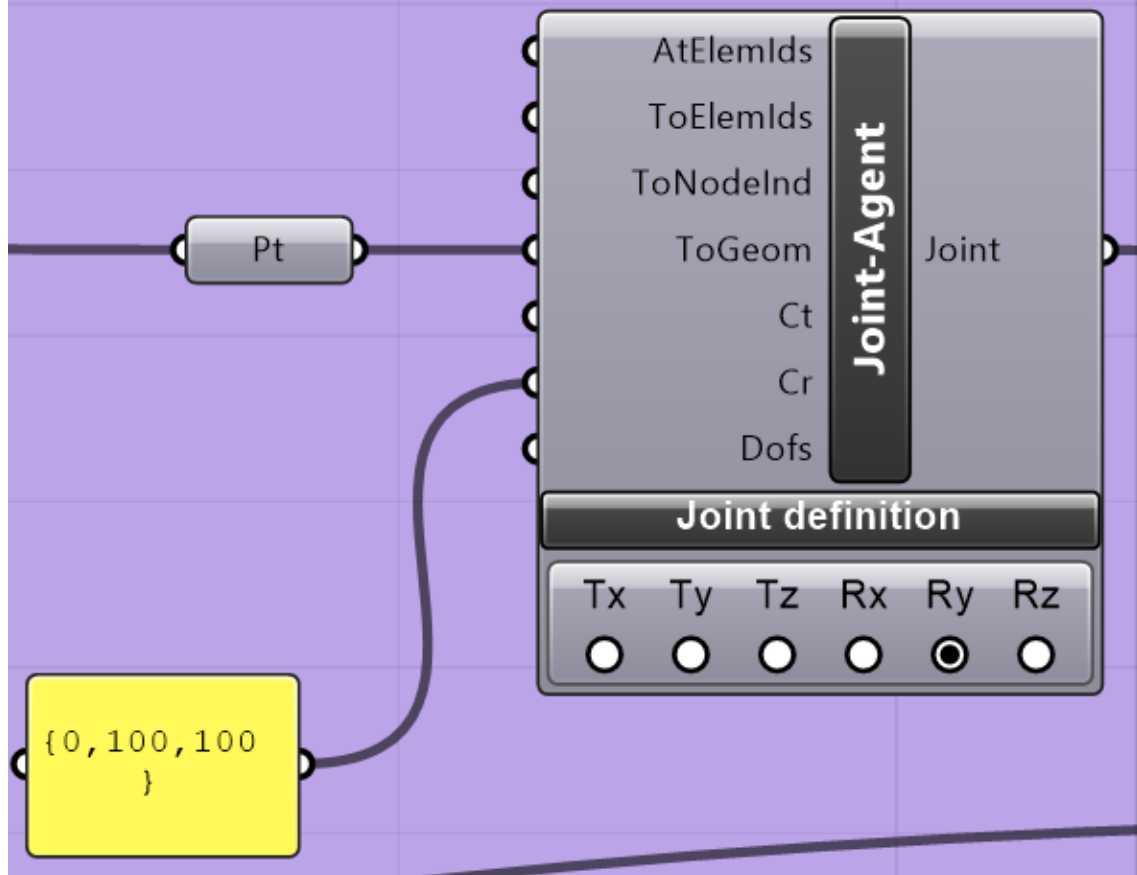 AtElemIds
ToElemIds
ToNodeInd
Pt
ToGeom
Joint-Agent
Joint
Ct
Cr
Dofs
Joint definition
Tx Ty Tz Rx Ry Rz
{0,100,100
}